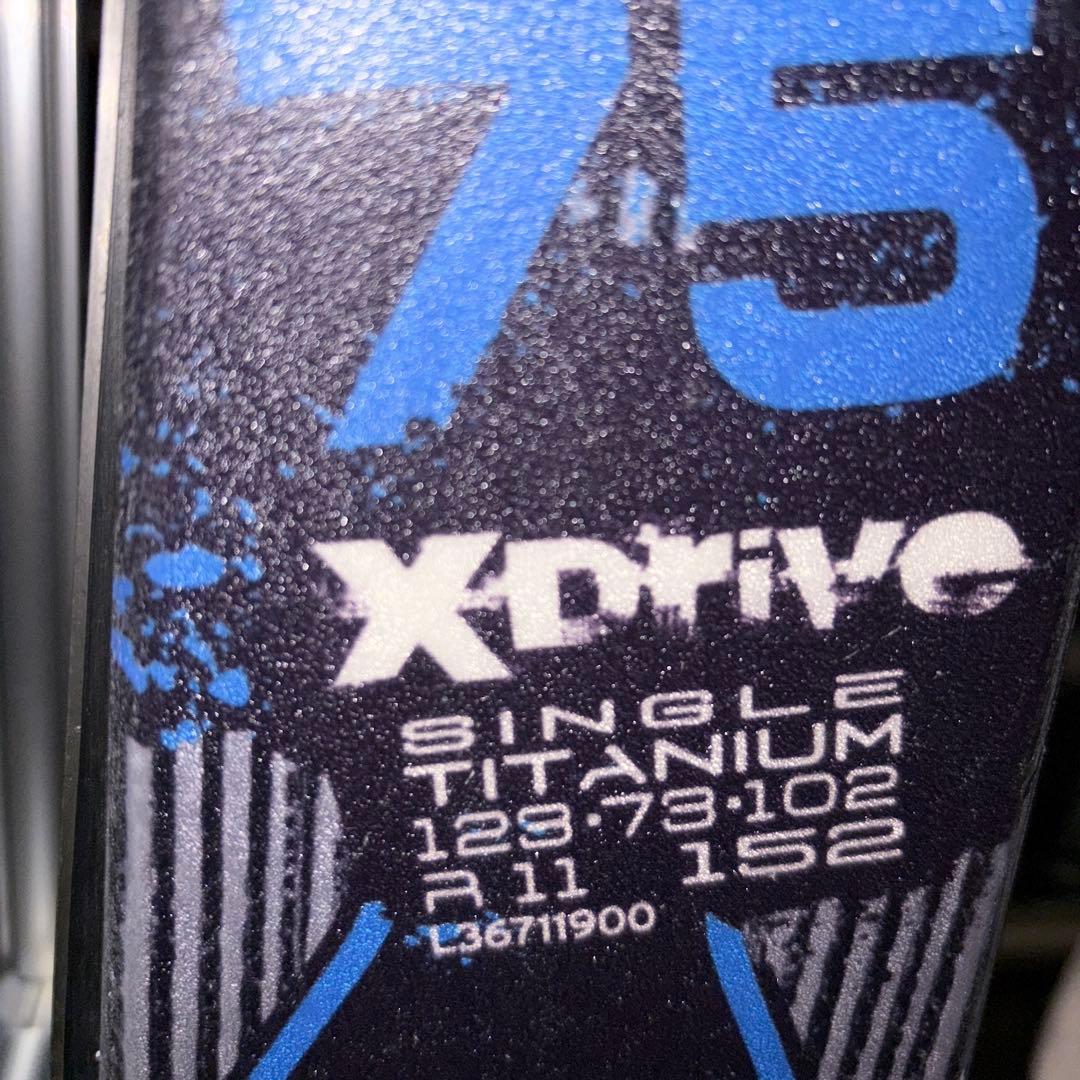 75
XDrive
SINGLE
TITANIUM
123·73·102
R 11 152
L36711900